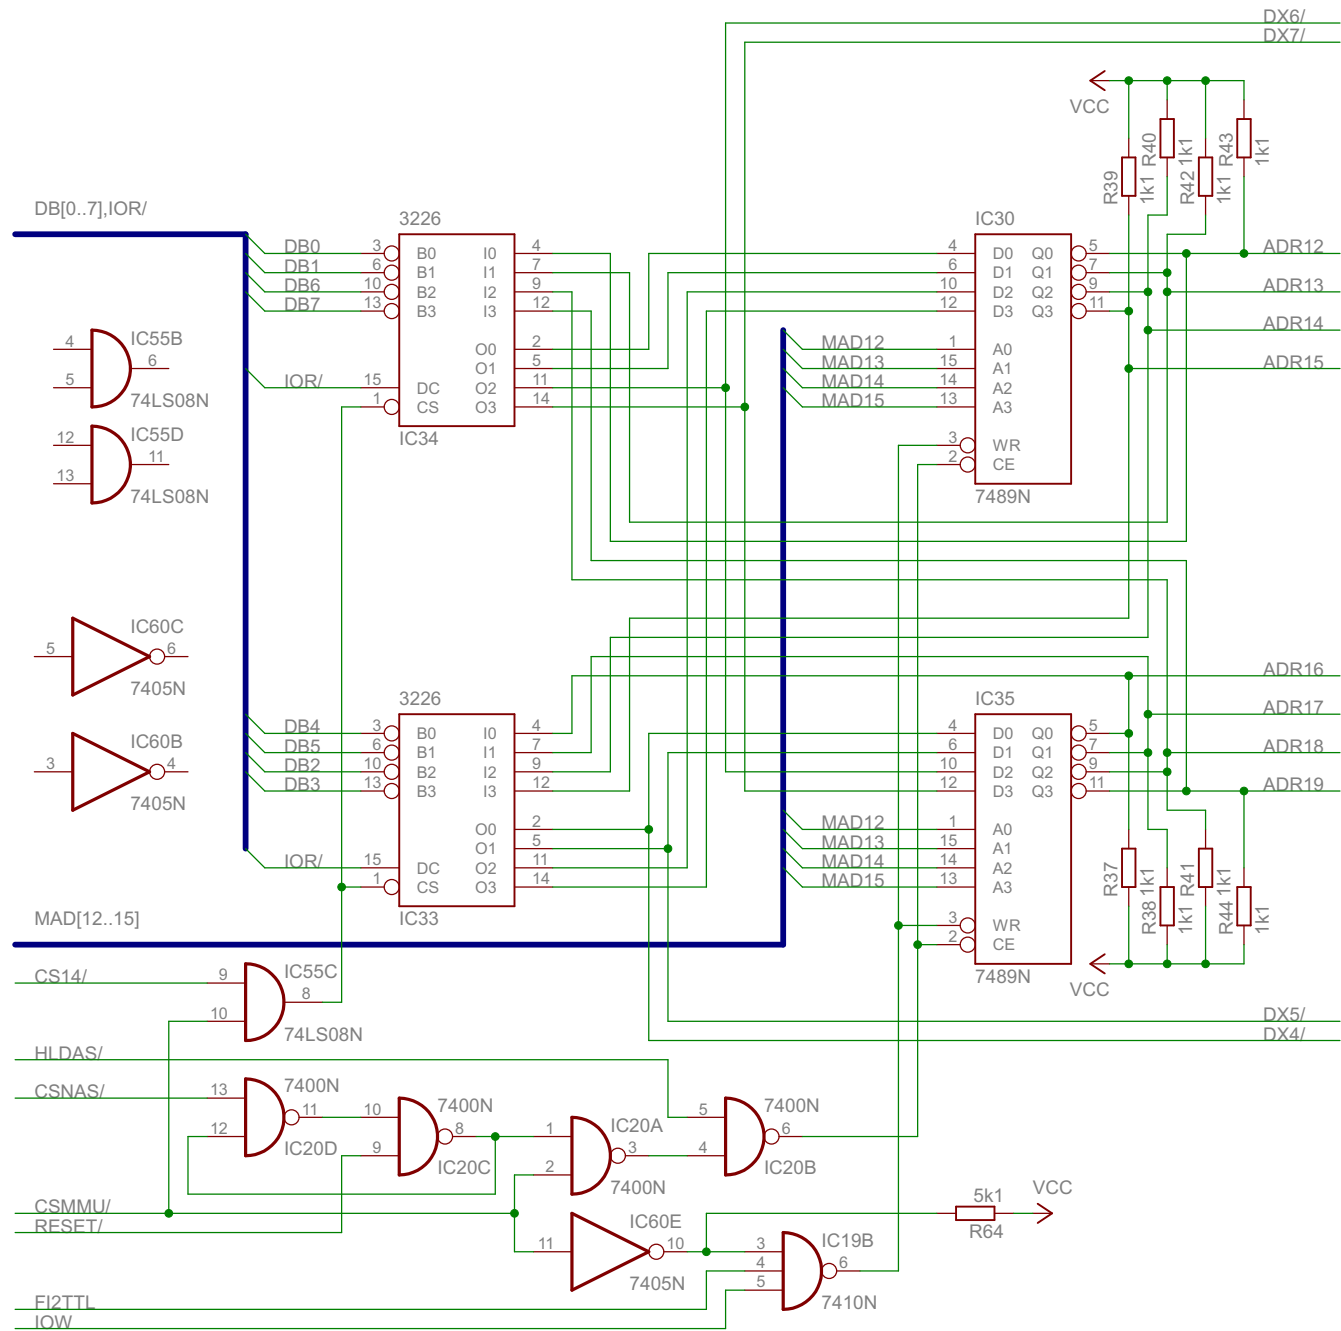 DX6/
DX7/
VCC
R39
1k1
R40
1k1
R42
1k1
R43
1k1
DB[0..7],IOR/
3226
DB0 3 B0 I0 4
DB1 6 B1 I1 7
DB6 10 B2 I2 9
DB7 13 B3 I3 12
O0 2
O1 5
IOR/ 15 DC O2 11
1 CS O3 14
IC34
IC30
4 D0 Q0 5 ADR12
6 D1 Q1 7
10 D2 Q2 9 ADR13
12 D3 Q3 11
ADR14
MAD12 1 A0
MAD13 15 A1 ADR15
MAD14 14 A2
MAD15 13 A3
3 WR
2 CE
7489N
IC55B
4
5
6
74LS08N
IC55D
12
13
11
74LS08N
IC60C
5 6
7405N
IC60B
3 4
7405N
3226
DB4 3 B0 I0 4
DB5 6 B1 I1 7
DB2 10 B2 I2 9
DB3 13 B3 I3 12
O0 2
O1 5
IOR/ 15 DC O2 11
1 CS O3 14
IC33
ADR16
IC35
ADR17
4 D0 Q0 5
6 D1 Q1 7 ADR18
10 D2 Q2 9
12 D3 Q3 11 ADR19
MAD12 1 A0
MAD13 15 A1
MAD14 14 A2
MAD15 13 A3
3 WR
2 CE
7489N
R37
1k1
R38
1k1
R41
1k1
R44
1k1
VCC
MAD[12..15]
CS14/ 9
IC55C
8
10
74LS08N
DX5/
DX4/
HLDAS/
CSNAS/ 13
7400N
11
12
IC20D
10
7400N
8
9
IC20C
1
IC20A
3
2
7400N
5
7400N
6
4
IC20B
CSMMU/
RESET/
5k1
VCC
R64
IC60E
11 10
7405N
3
4
5
IC19B
6
7410N
FI2TTL
IOW